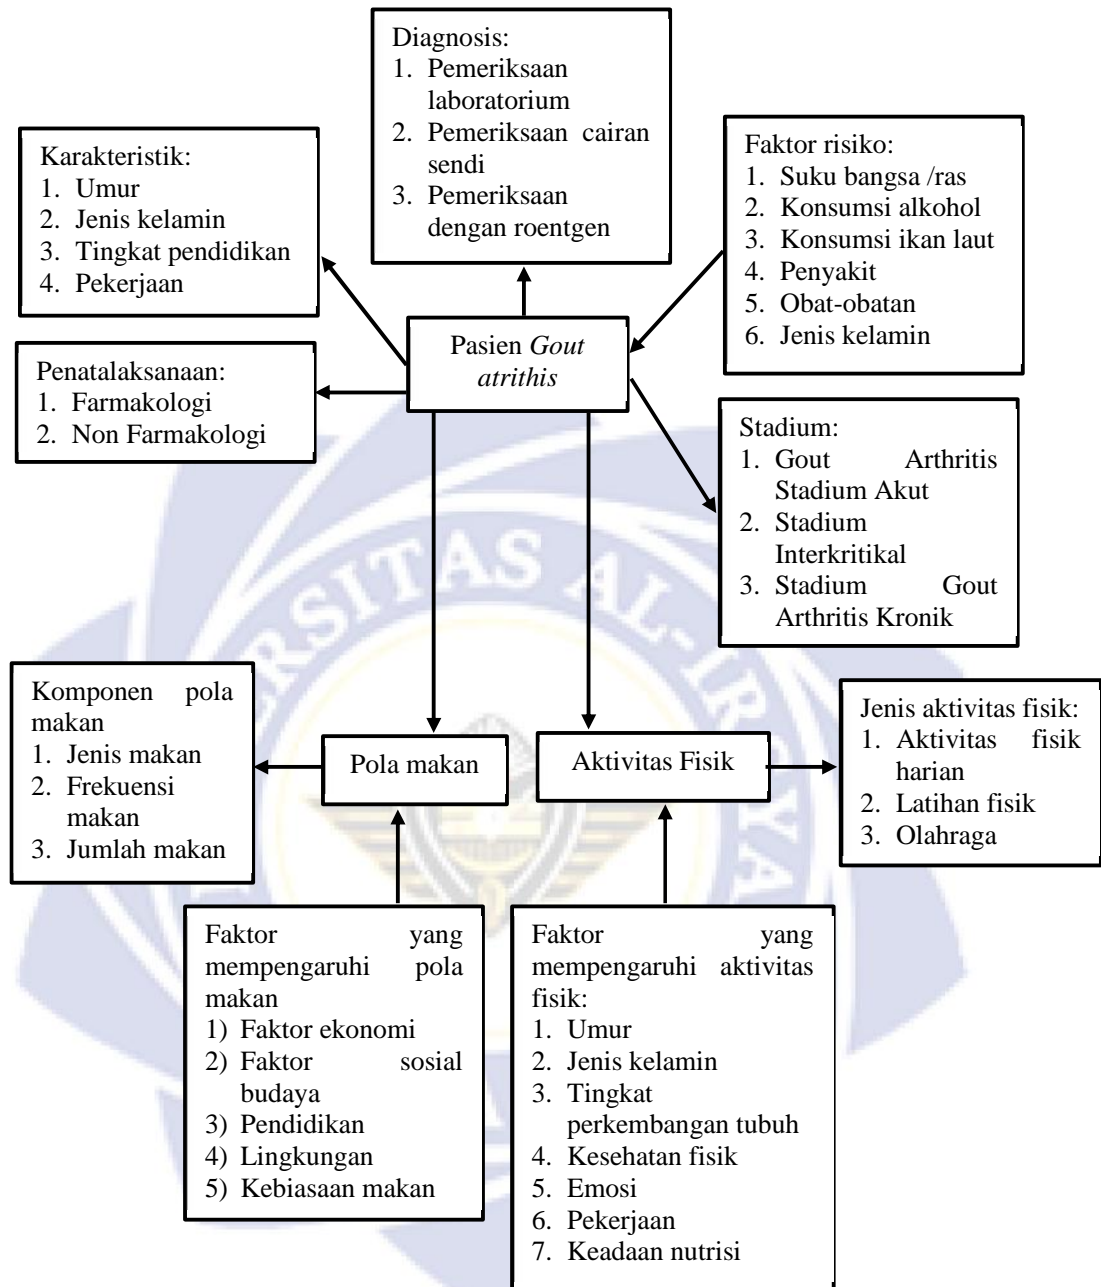 Diagnosis:
1. Pemeriksaan
laboratorium
2. Pemeriksaan cairan
sendi
3. Pemeriksaan
dengan roentgen
Karakteristik:
1. Umur
2. Jenis kelamin
3. Tingkat pendidikan
4. Pekerjaan
Faktor risiko:
1. Suku bangsa /ras
2. Konsumsi alkohol
3. Konsumsi ikan laut
4. Penyakit
5. Obat-obatan
6. Jenis kelamin
Pasien Gout
atrithis
Penatalaksanaan:
1. Farmakologi
2. Non Farmakologi
Stadium:
1. Gout Arthritis
Stadium Akut
2. Stadium
Interkritikal
3. Stadium Gout
Arthritis Kronik
Komponen pola
makan
1. Jenis makan
2. Frekuensi
makan
3. Jumlah makan
Pola makan
Aktivitas Fisik
Jenis aktivitas fisik:
1. Aktivitas fisik
harian
2. Latihan fisik
3. Olahraga
Faktor yang
mempengaruhi pola
makan
1) Faktor ekonomi
2) Faktor sosial
budaya
3) Pendidikan
4) Lingkungan
5) Kebiasaan makan
Faktor yang
mempengaruhi aktivitas
fisik:
1. Umur
2. Jenis kelamin
3. Tingkat
perkembangan tubuh
4. Kesehatan fisik
5. Emosi
6. Pekerjaan
7. Keadaan nutrisi